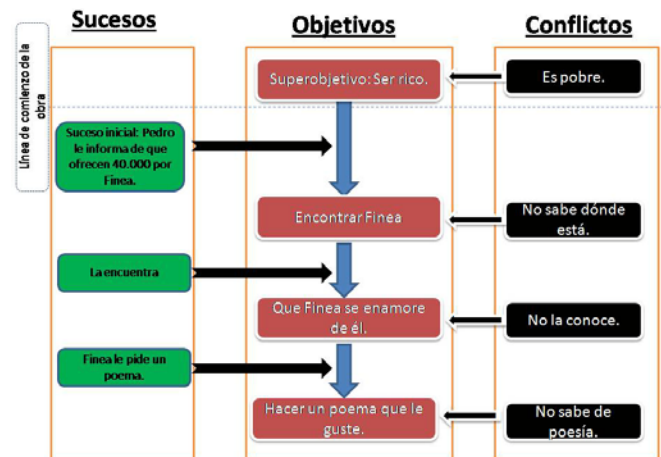 Sucesos
Objetivos
Conflictos
Línea de comienzo de la
obra
Superobjetivo: Ser rico.
Es pobre.
Suceso inicial: Pedro
le informa de que
ofrecen 40.000 por
Finea.
Encontrar Finea
No sabe dónde
está.
La encuentra
Que Finea se enamore
de él.
No la conoce.
Finea le pide un
poema.
Hacer un poema que le
guste.
No sabe de
poesía.